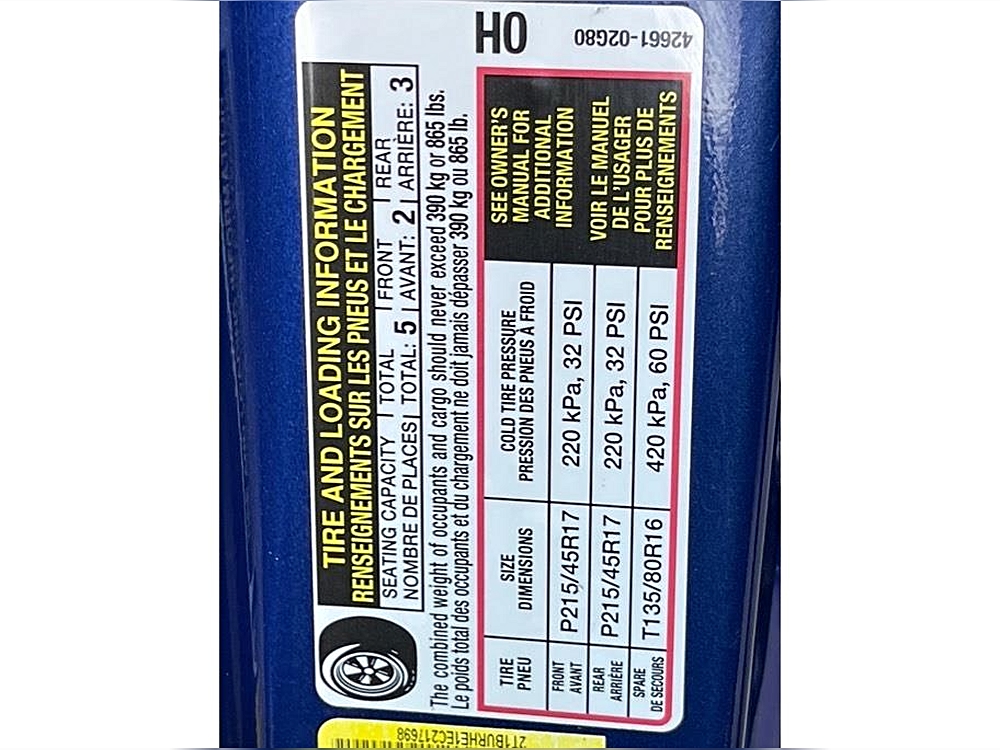 TIRE AND LOADING INFORMATION
RENSEIGNEMENTS SUR LES PNEUS ET LE CHARGEMENT
SEATING CAPACITY | TOTAL | FRONT | REAR
NOMBRE DE PLACES | TOTAL: 5 | AVANT: 2 | ARRIÈRE: 3
The combined weight of occupants and cargo should never exceed 390 kg or 865 lbs.
Le poids total des occupants et du chargement ne doit jamais dépasser 390 kg ou 865 lb.
TIRE SIZE COLD TIRE PRESSURE
PNEU DIMENSIONS PRESSION DES PNEUS À FROID
FRONT
AVANT P215/45R17 220 kPa, 32 PSI
REAR
ARRIÈRE P215/45R17 220 kPa, 32 PSI
SPARE
DE SECOURS T135/80R16 420 kPa, 60 PSI
SEE OWNER'S
MANUAL FOR
ADDITIONAL
INFORMATION
VOIR LE MANUEL
DE L'USAGER
POUR PLUS DE
RENSEIGNEMENTS
H0
42661-02G80
2T1BURHE1EC217698